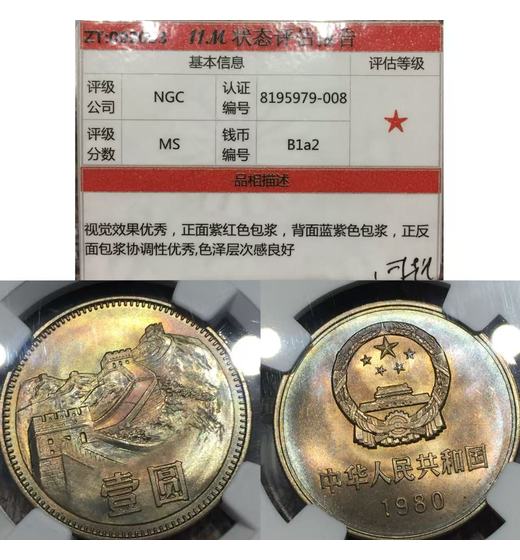 11.M 状态评估报告
基本信息
评估等级
评级公司
NGC
认证编号
8195979-008
评级分数
MS
钱币编号
B1a2
品相描述
视觉效果优秀，正面紫红色包浆，背面蓝紫色包浆，正反
面包浆协调性优秀,色泽层次感良好
壹圆
中华人民共和国
1980